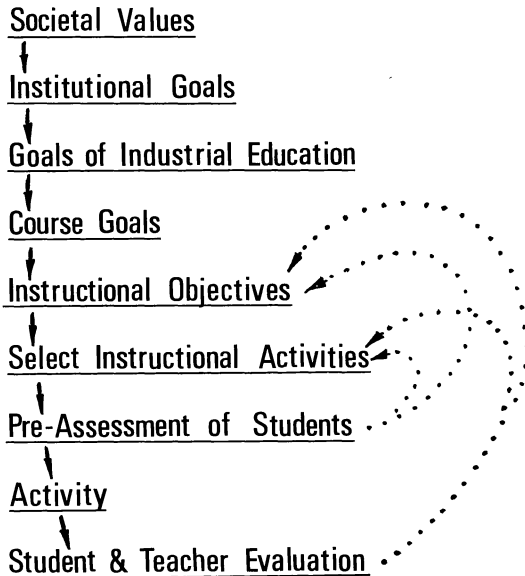 Societal Values
Institutional Goals
Goals of Industrial Education
Course Goals
Instructional Objectives
Select Instructional Activities
Pre-Assessment of Students
Activity
Student & Teacher Evaluation